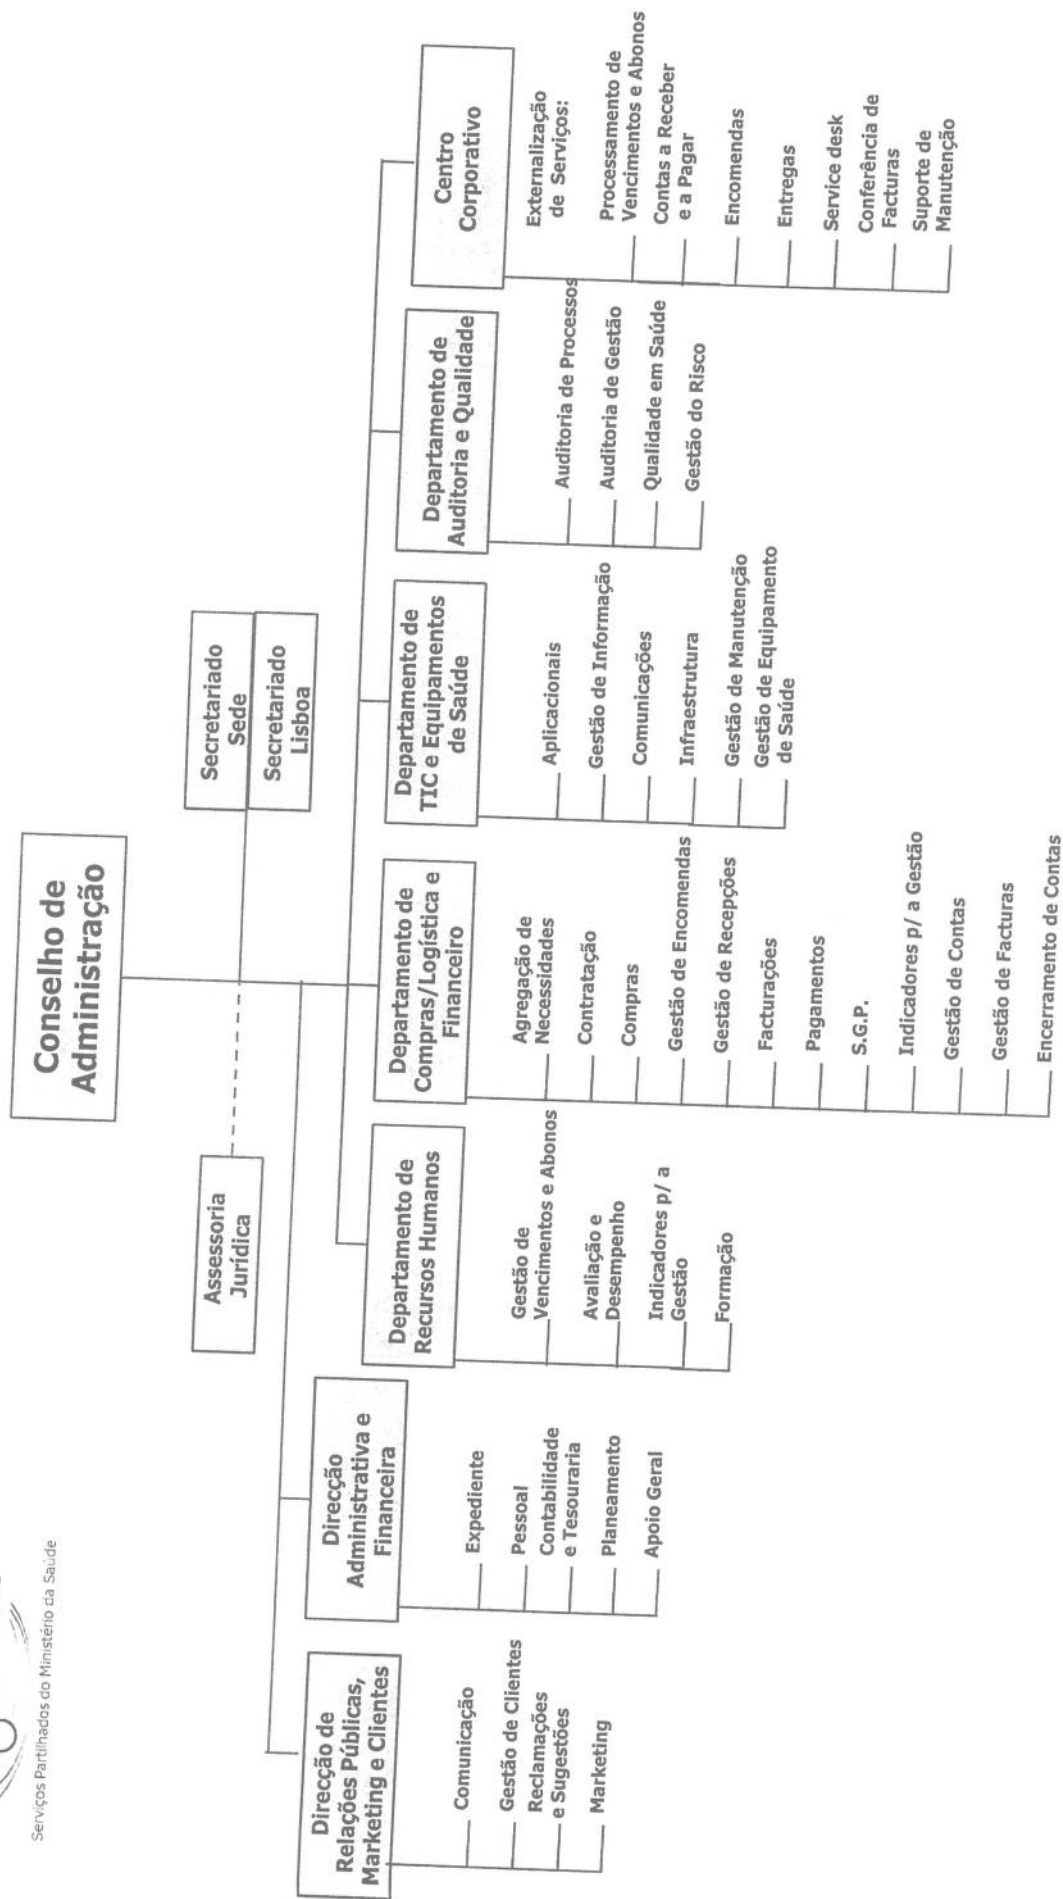 Serviços Partilhados do Ministério da Saúde
Conselho de
Administração
Assessoria
Jurídica
Secretariado
Sede
Secretariado
Lisboa
Direcção de
Relações Públicas,
Marketing e Clientes
Comunicação
Gestão de Clientes
Reclamações
e Sugestões
Marketing
Direcção
Administrativa e
Financeira
Expediente
Pessoal
Contabilidade
e Tesouraria
Planeamento
Apoio Geral
Departamento de
Recursos Humanos
Gestão de
Vencimentos e Abonos
Avaliação e
Desempenho
Indicadores p/ a
Gestão
Formação
Departamento de
Compras/Logística e
Financeiro
Agregação de
Necessidades
Contratação
Compras
Gestão de Encomendas
Gestão de Recepções
Facturações
Pagamentos
S.G.P.
Indicadores p/ a Gestão
Gestão de Contas
Gestão de Facturas
Encerramento de Contas
Departamento de
TIC e Equipamentos
de Saúde
Aplicacionais
Gestão de Informação
Comunicações
Infraestrutura
Gestão de Manutenção
Gestão de Equipamento
de Saúde
Departamento de
Auditoria e Qualidade
Auditoria de Processos
Auditoria de Gestão
Qualidade em Saúde
Gestão do Risco
Centro
Corporativo
Externalização
de Serviços:
Processamento de
Vencimentos e Abonos
Contas a Receber
e a Pagar
Encomendas
Entregas
Service desk
Conferência de
Facturas
Suporte de
Manutenção